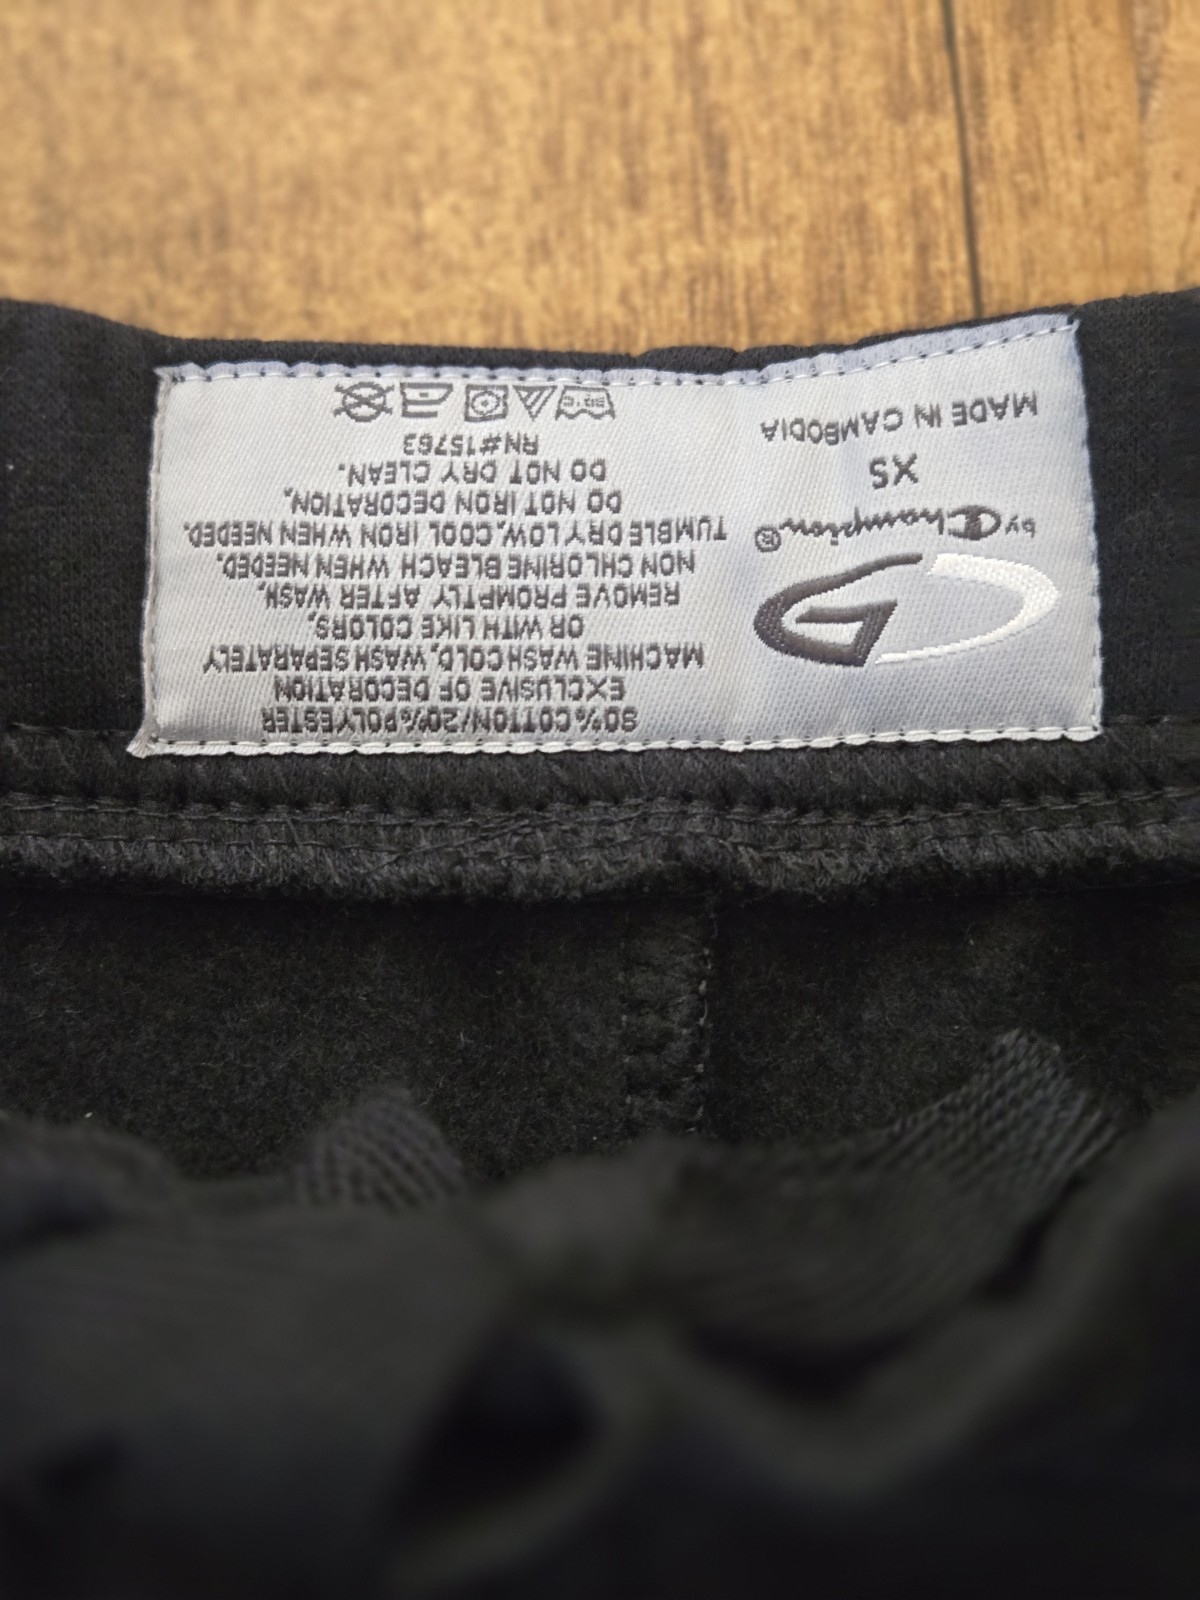 by Champion®
XS
MADE IN CAMBODIA
80% COTTON/20% POLYESTER
EXCLUSIVE OF DECORATION
MACHINE WASH COLD, WASH SEPARATELY
OR WITH LIKE COLORS,
REMOVE PROMPTLY AFTER WASH,
NON CHLORINE BLEACH WHEN NEEDED.
TUMBLE DRY LOW, COOL IRON WHEN NEEDED.
DO NOT IRON DECORATION,
DO NOT DRY CLEAN.
RN#15763